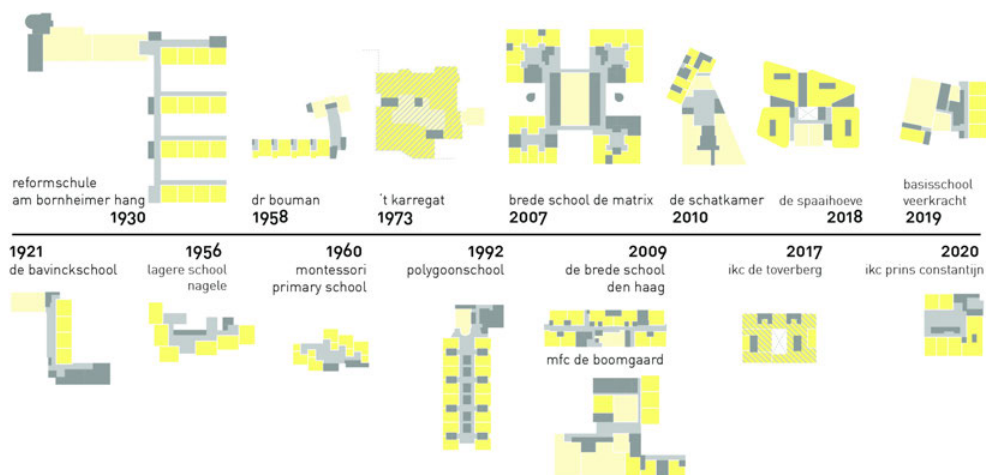 reformschule
am bornheimer hang
1930
dr bouman
1958
't karregat
1973
brede school de matrix
2007
de schatkamer
2010
de spaaihoeve
2018
basisschool
veerkracht
2019
1921
de bavinckschool
1956
lagere school
nagele
1960
montessori
primary school
1992
polygoonschool
2009
de brede school
den haag
mfc de boomgaard
2017
ikc de toverberg
2020
ikc prins constantijn